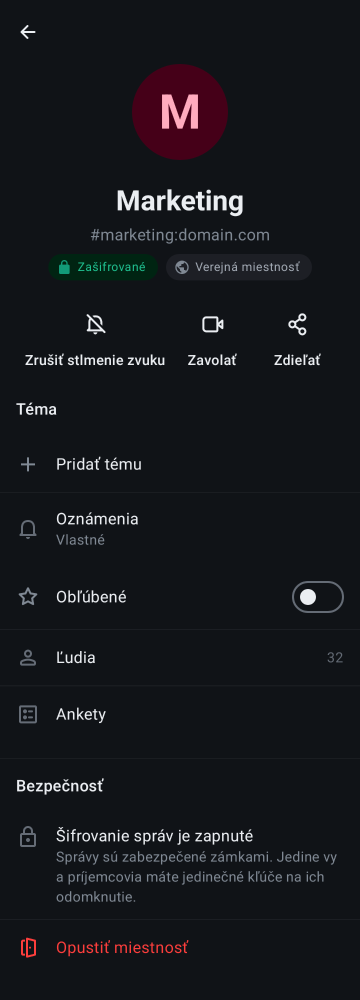 M
Marketing
#marketing:domain.com
Zašifrované
Verejná miestnosť
Zrušiť stlmenie zvuku
Zavolať
Zdieľať
Téma
Pridať tému
Oznámenia
Vlastné
Obľúbené
Ľudia 32
Ankety
Bezpečnosť
Šifrovanie správ je zapnuté
Správy sú zabezpečené zámkami. Jedine vy
a príjemcovia máte jedinečné kľúče na ich
odomknutie.
Opustiť miestnosť